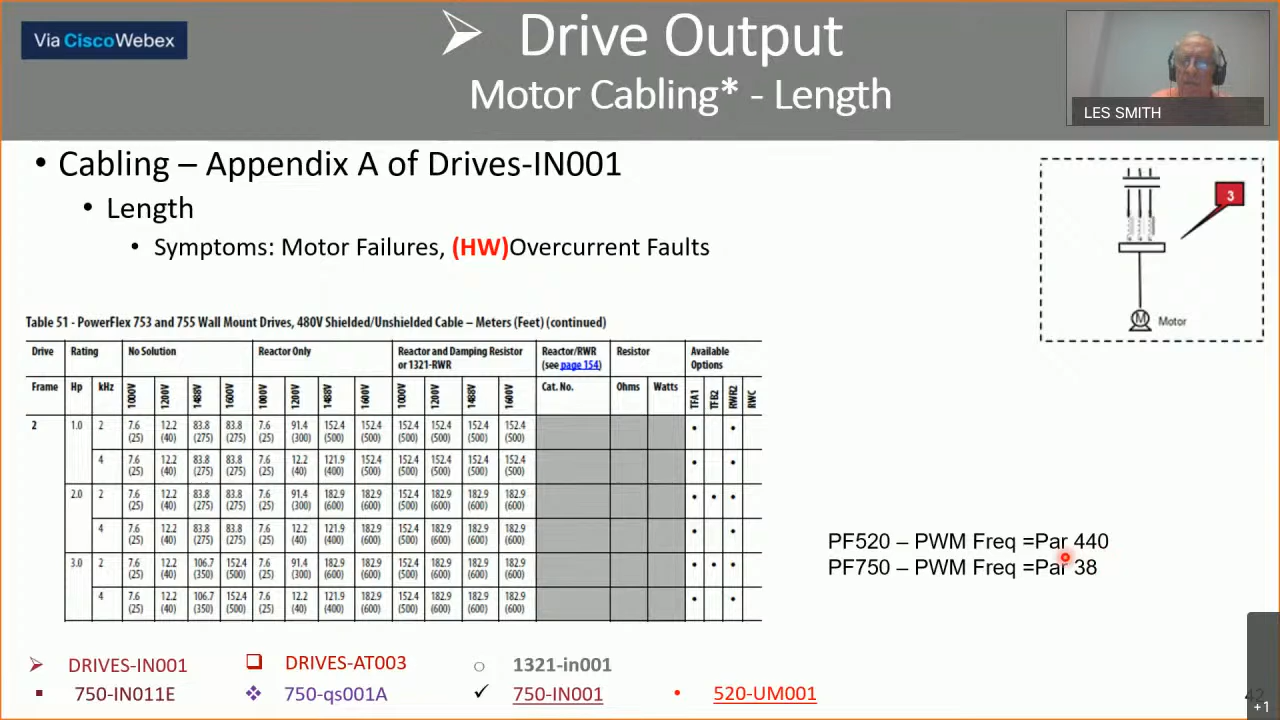 Via CiscoWebex
➢ Drive Output
Motor Cabling* - Length
LES SMITH
• Cabling – Appendix A of Drives-IN001
• Length
• Symptoms: Motor Failures, (HW)Overcurrent Faults
3
M Motor
Table 51 - PowerFlex 753 and 755 Wall Mount Drives, 480V Shielded/Unshielded Cable – Meters (Feet) (continued)
Drive Rating No Solution Reactor Only Reactor and Damping Resistor or 1321-RWR Reactor/RWR (see page 154) Resistor Available Options
Frame Hp kHz 1000V 1200V 1488V 1600V 1000V 1200V 1488V 1600V 1000V 1200V 1488V 1600V Cat. No. Ohms Watts TFA1 TFB2 RWR2 RWC
2 1.0 2 7.6 (25) 12.2 (40) 83.8 (275) 83.8 (275) 7.6 (25) 91.4 (300) 152.4 (500) 152.4 (500) 152.4 (500) 152.4 (500) 152.4 (500) 152.4 (500) • •
4 7.6 (25) 12.2 (40) 83.8 (275) 83.8 (275) 7.6 (25) 12.2 (40) 121.9 (400) 152.4 (500) 152.4 (500) 152.4 (500) 152.4 (500) 152.4 (500) • •
2.0 2 7.6 (25) 12.2 (40) 83.8 (275) 83.8 (275) 7.6 (25) 91.4 (300) 182.9 (600) 182.9 (600) 152.4 (500) 182.9 (600) 182.9 (600) 182.9 (600) • • •
4 7.6 (25) 12.2 (40) 83.8 (275) 83.8 (275) 7.6 (25) 12.2 (40) 121.9 (400) 182.9 (600) 152.4 (500) 182.9 (600) 182.9 (600) 182.9 (600) • •
3.0 2 7.6 (25) 12.2 (40) 106.7 (350) 152.4 (500) 7.6 (25) 91.4 (300) 182.9 (600) 182.9 (600) 152.4 (500) 182.9 (600) 182.9 (600) 182.9 (600) • • •
4 7.6 (25) 12.2 (40) 106.7 (350) 152.4 (500) 7.6 (25) 12.2 (40) 121.9 (400) 182.9 (600) 152.4 (500) 182.9 (600) 182.9 (600) 182.9 (600) • •
PF520 – PWM Freq =Par 440
PF750 – PWM Freq =Par 38
➢ DRIVES-IN001 ❑ DRIVES-AT003 ○ 1321-in001
▪ 750-IN011E ❖ 750-qs001A ✓ 750-IN001 • 520-UM001
42
+1